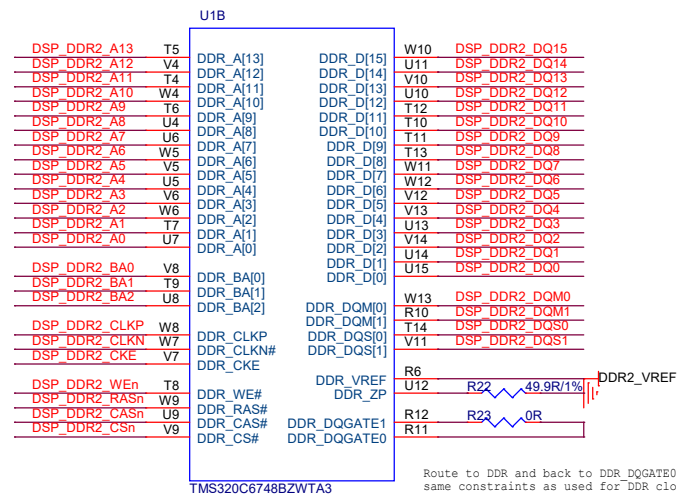 U1B
DSP_DDR2_A13 T5 DDR_A[13] DDR_D[15] W10 DSP_DDR2_DQ15
DSP_DDR2_A12 V4 DDR_A[12] DDR_D[14] U11 DSP_DDR2_DQ14
DSP_DDR2_A11 T4 DDR_A[11] DDR_D[13] V10 DSP_DDR2_DQ13
DSP_DDR2_A10 W4 DDR_A[10] DDR_D[12] U10 DSP_DDR2_DQ12
DSP_DDR2_A9 T6 DDR_A[9] DDR_D[11] T12 DSP_DDR2_DQ11
DSP_DDR2_A8 U4 DDR_A[8] DDR_D[10] T10 DSP_DDR2_DQ10
DSP_DDR2_A7 U6 DDR_A[7] DDR_D[9] T11 DSP_DDR2_DQ9
DSP_DDR2_A6 W5 DDR_A[6] DDR_D[8] T13 DSP_DDR2_DQ8
DSP_DDR2_A5 V5 DDR_A[5] DDR_D[7] W11 DSP_DDR2_DQ7
DSP_DDR2_A4 U5 DDR_A[4] DDR_D[6] W12 DSP_DDR2_DQ6
DSP_DDR2_A3 V6 DDR_A[3] DDR_D[5] V12 DSP_DDR2_DQ5
DSP_DDR2_A2 W6 DDR_A[2] DDR_D[4] V13 DSP_DDR2_DQ4
DSP_DDR2_A1 T7 DDR_A[1] DDR_D[3] U13 DSP_DDR2_DQ3
DSP_DDR2_A0 U7 DDR_A[0] DDR_D[2] V14 DSP_DDR2_DQ2
DDR_D[1] U14 DSP_DDR2_DQ1
DSP_DDR2_BA0 V8 DDR_BA[0] DDR_D[0] U15 DSP_DDR2_DQ0
DSP_DDR2_BA1 T9 DDR_BA[1]
DSP_DDR2_BA2 U8 DDR_BA[2] DDR_DQM[0] W13 DSP_DDR2_DQM0
DDR_DQM[1] R10 DSP_DDR2_DQM1
DSP_DDR2_CLKP W8 DDR_CLKP DDR_DQS[0] T14 DSP_DDR2_DQS0
DSP_DDR2_CLKN W7 DDR_CLKN# DDR_DQS[1] V11 DSP_DDR2_DQS1
DSP_DDR2_CKE V7 DDR_CKE
DDR_VREF R6 DDR2_VREF
DSP_DDR2_WEn T8 DDR_WE# DDR_ZP U12 R22 49.9R/1%
DSP_DDR2_RASn W9 DDR_RAS#
DSP_DDR2_CASn U9 DDR_CAS# DDR_DQGATE1 R12 R23 0R
DSP_DDR2_CSn V9 DDR_CS# DDR_DQGATE0 R11
TMS320C6748BZWTA3
Route to DDR and back to DDR_DQGATE0
same constraints as used for DDR clo